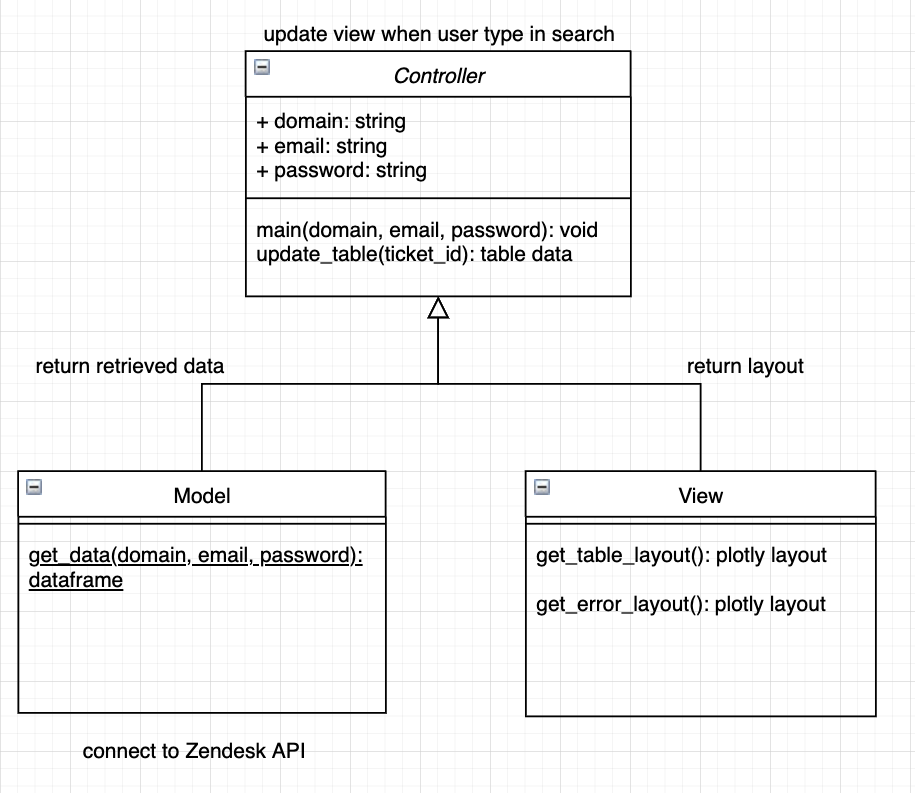 update view when user type in search
Controller
+ domain: string
+ email: string
+ password: string
main(domain, email, password): void
update_table(ticket_id): table data
return retrieved data
return layout
Model
get_data(domain, email, password):
dataframe
View
get_table_layout(): plotly layout
get_error_layout(): plotly layout
connect to Zendesk API